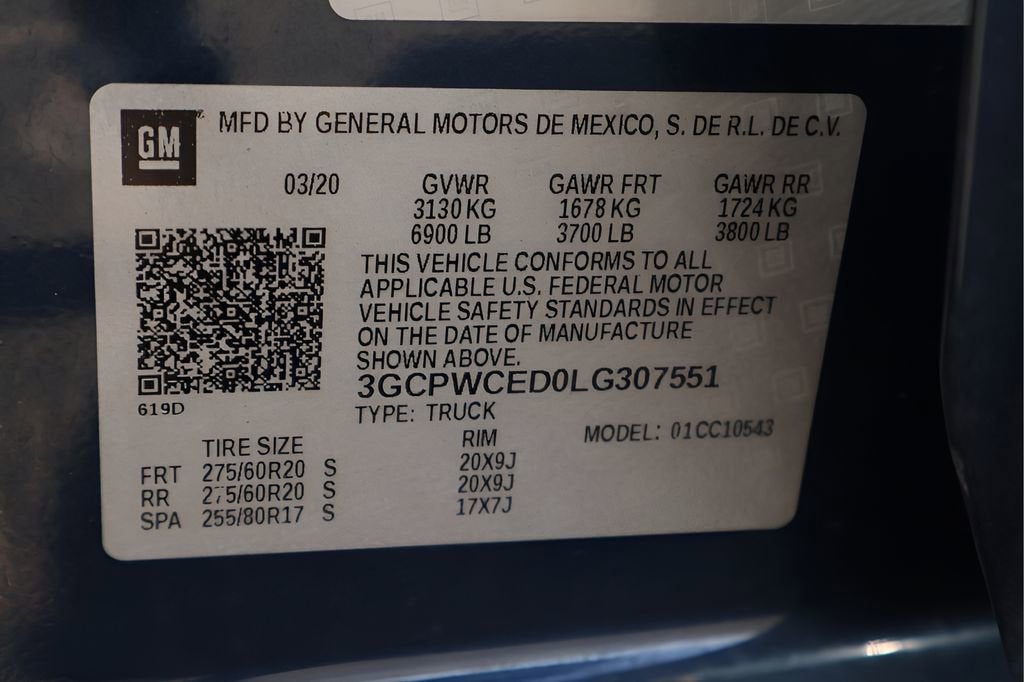 GM
MFD BY GENERAL MOTORS DE MEXICO, S. DE R.L. DE C.V.
03/20 GVWR GAWR FRT GAWR RR
3130 KG 1678 KG 1724 KG
6900 LB 3700 LB 3800 LB
THIS VEHICLE CONFORMS TO ALL
APPLICABLE U.S. FEDERAL MOTOR
VEHICLE SAFETY STANDARDS IN EFFECT
ON THE DATE OF MANUFACTURE
SHOWN ABOVE.
3GCPWCED0LG307551
619D
TYPE: TRUCK
MODEL: 01CC10543
TIRE SIZE RIM
FRT 275/60R20 S 20X9J
RR 275/60R20 S 20X9J
SPA 255/80R17 S 17X7J